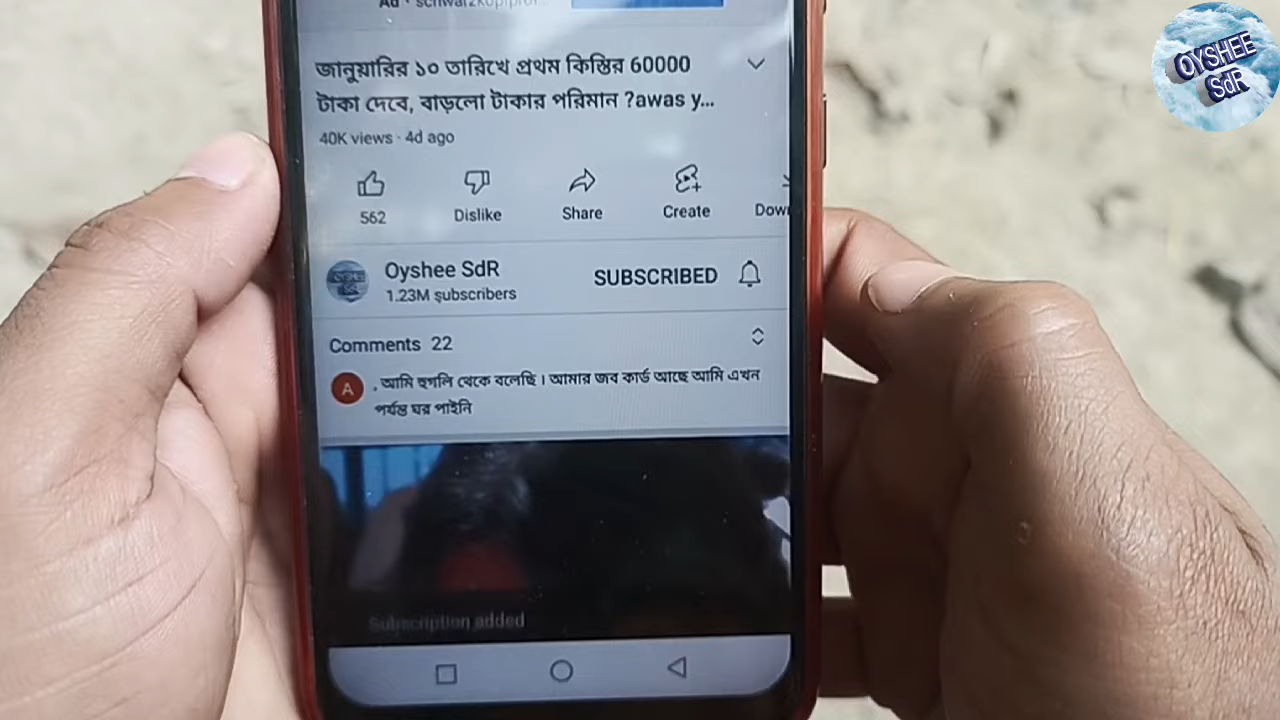 Ad
জানুয়ারির ১০ তারিখে প্রথম কিস্তির 60000
টাকা দেবে, বাড়লো টাকার পরিমান ?awas y...
40K views · 4d ago
562 Dislike Share Create
Oyshee SdR SUBSCRIBED
1.23M subscribers
Comments 22
A . আমি হুগলি থেকে বলেছি । আমার জব কার্ড আছে আমি এখন
পর্যন্ত ঘর পাইনি
Subscription added
OYSHEE
SdR